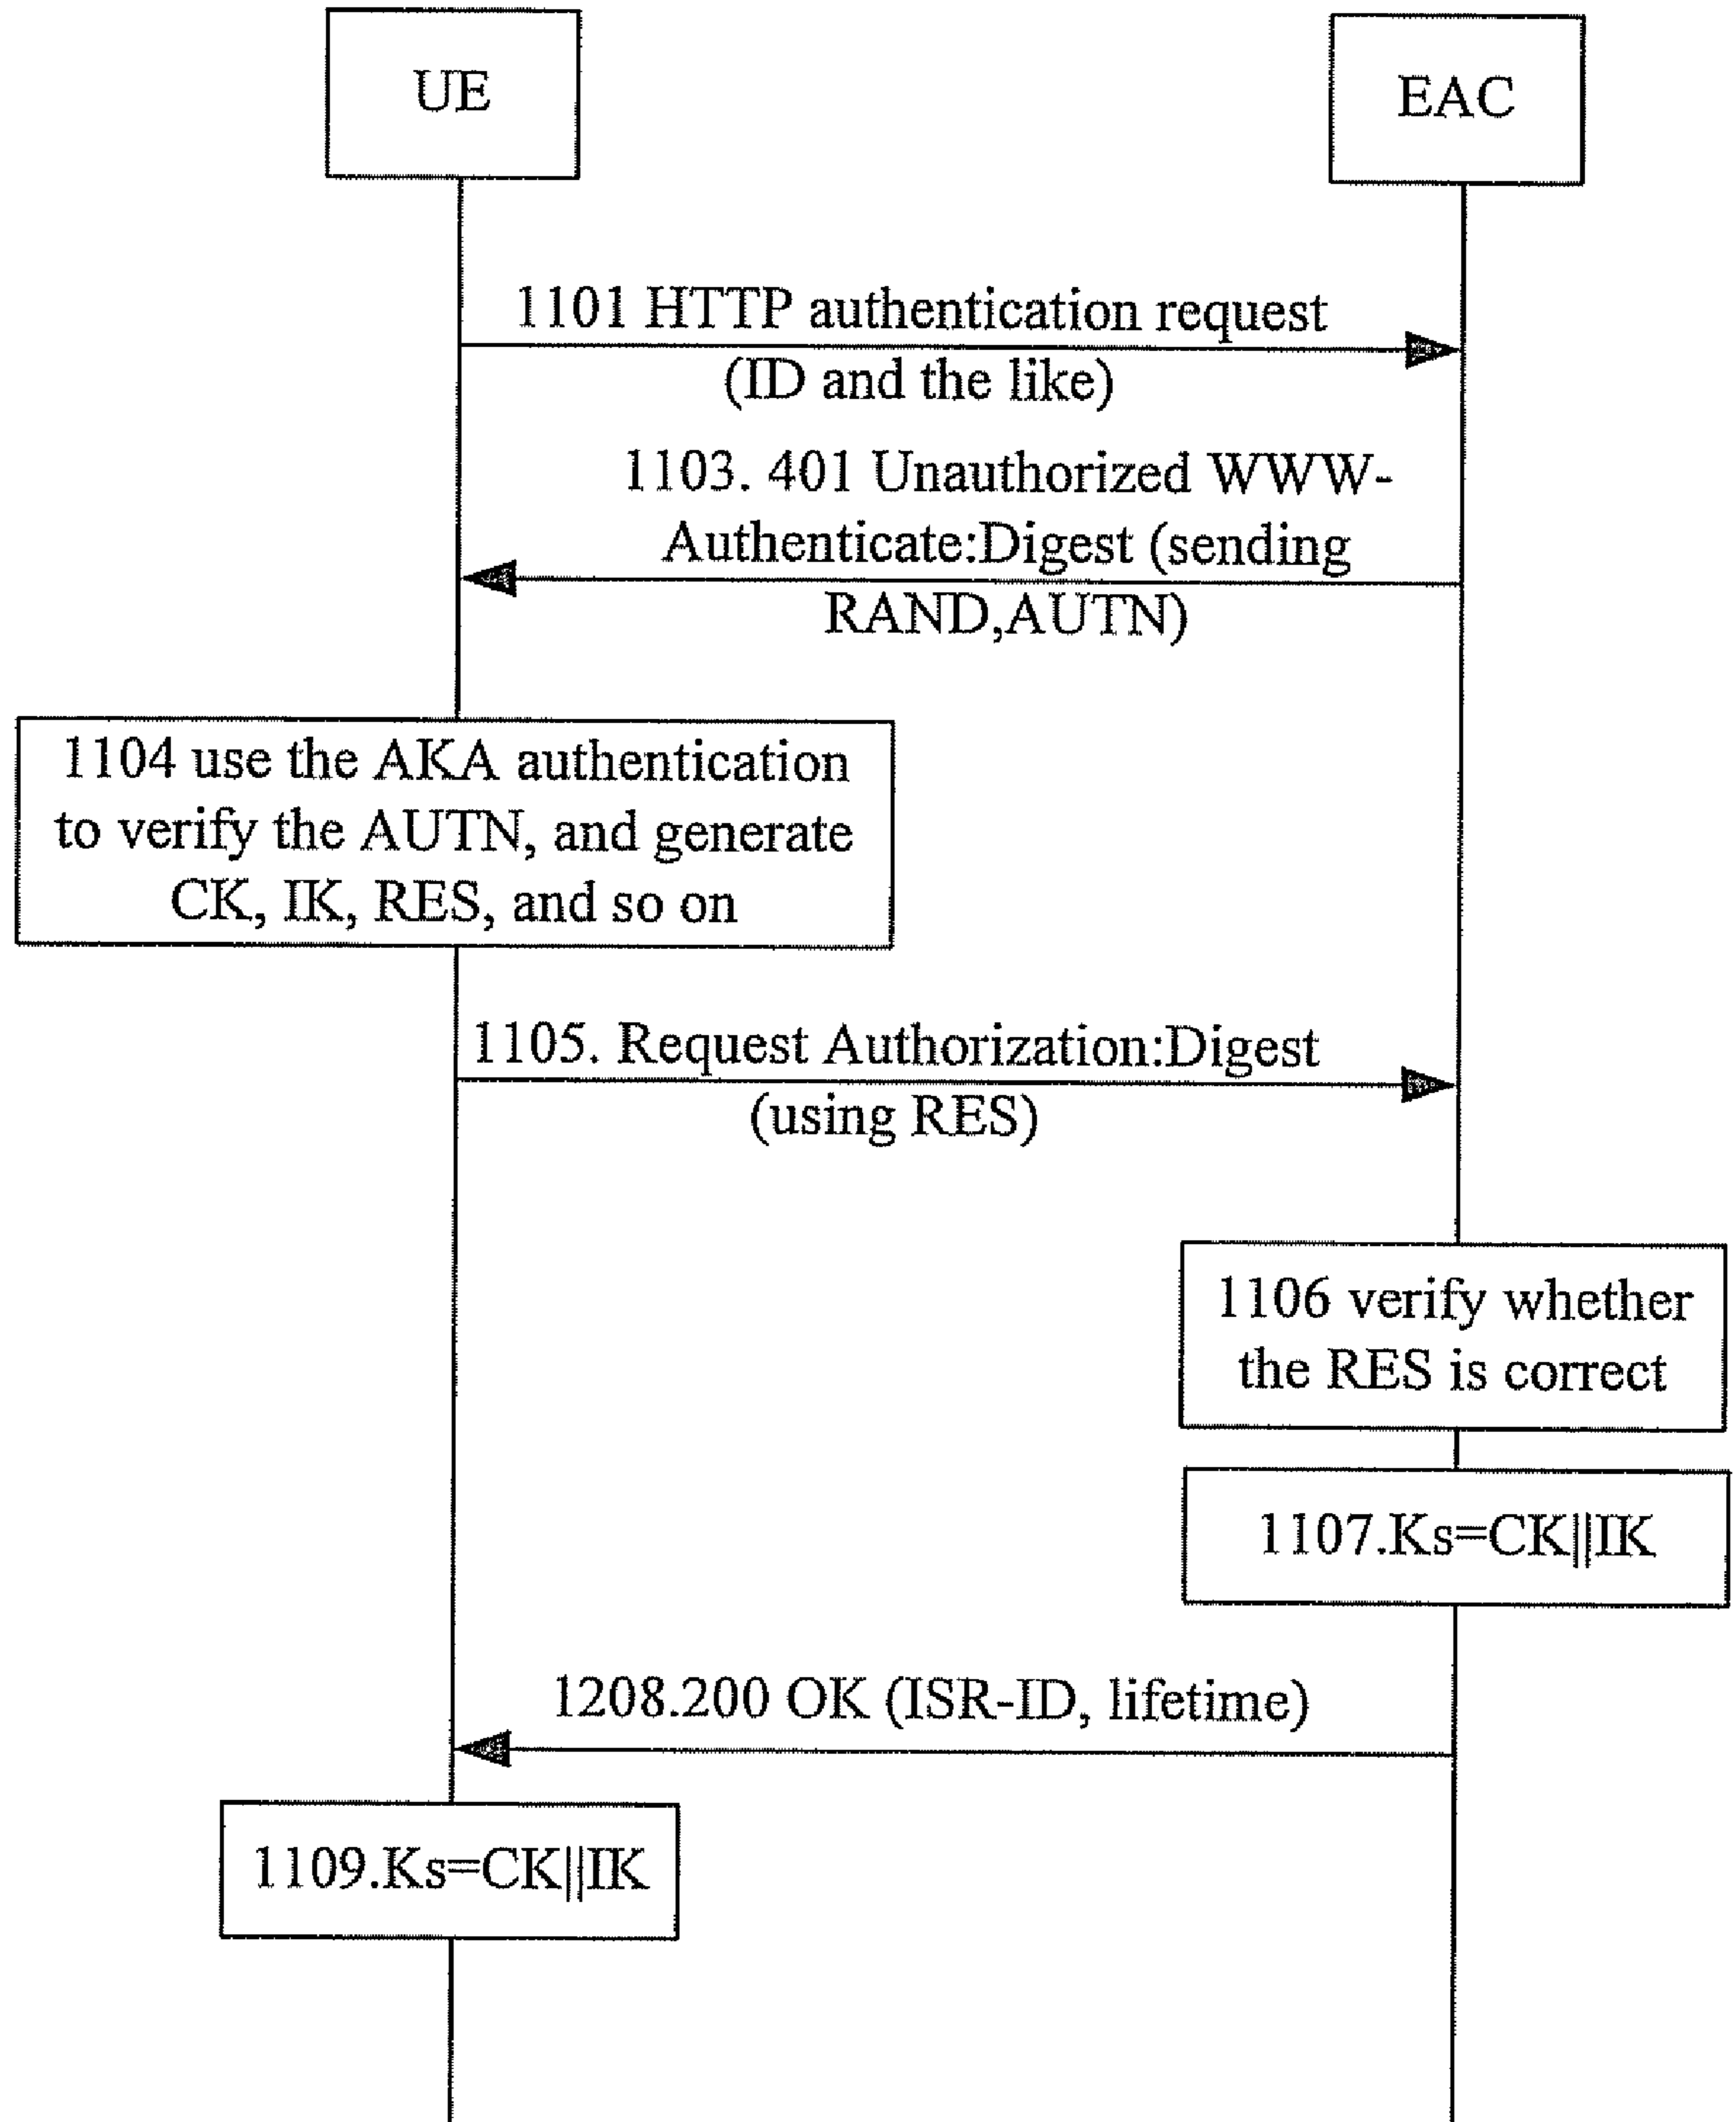 UE
EAC
1101 HTTP authentication request
(ID and the like)
1103. 401 Unauthorized WWW-
Authenticate:Digest (sending
RAND,AUTN)
1104 use the AKA authentication
to verify the AUTN, and generate
CK, IK, RES, and so on
1105. Request Authorization:Digest
(using RES)
1106 verify whether
the RES is correct
1107.Ks=CK||IK
1208.200 OK (ISR-ID, lifetime)
1109.Ks=CK||IK